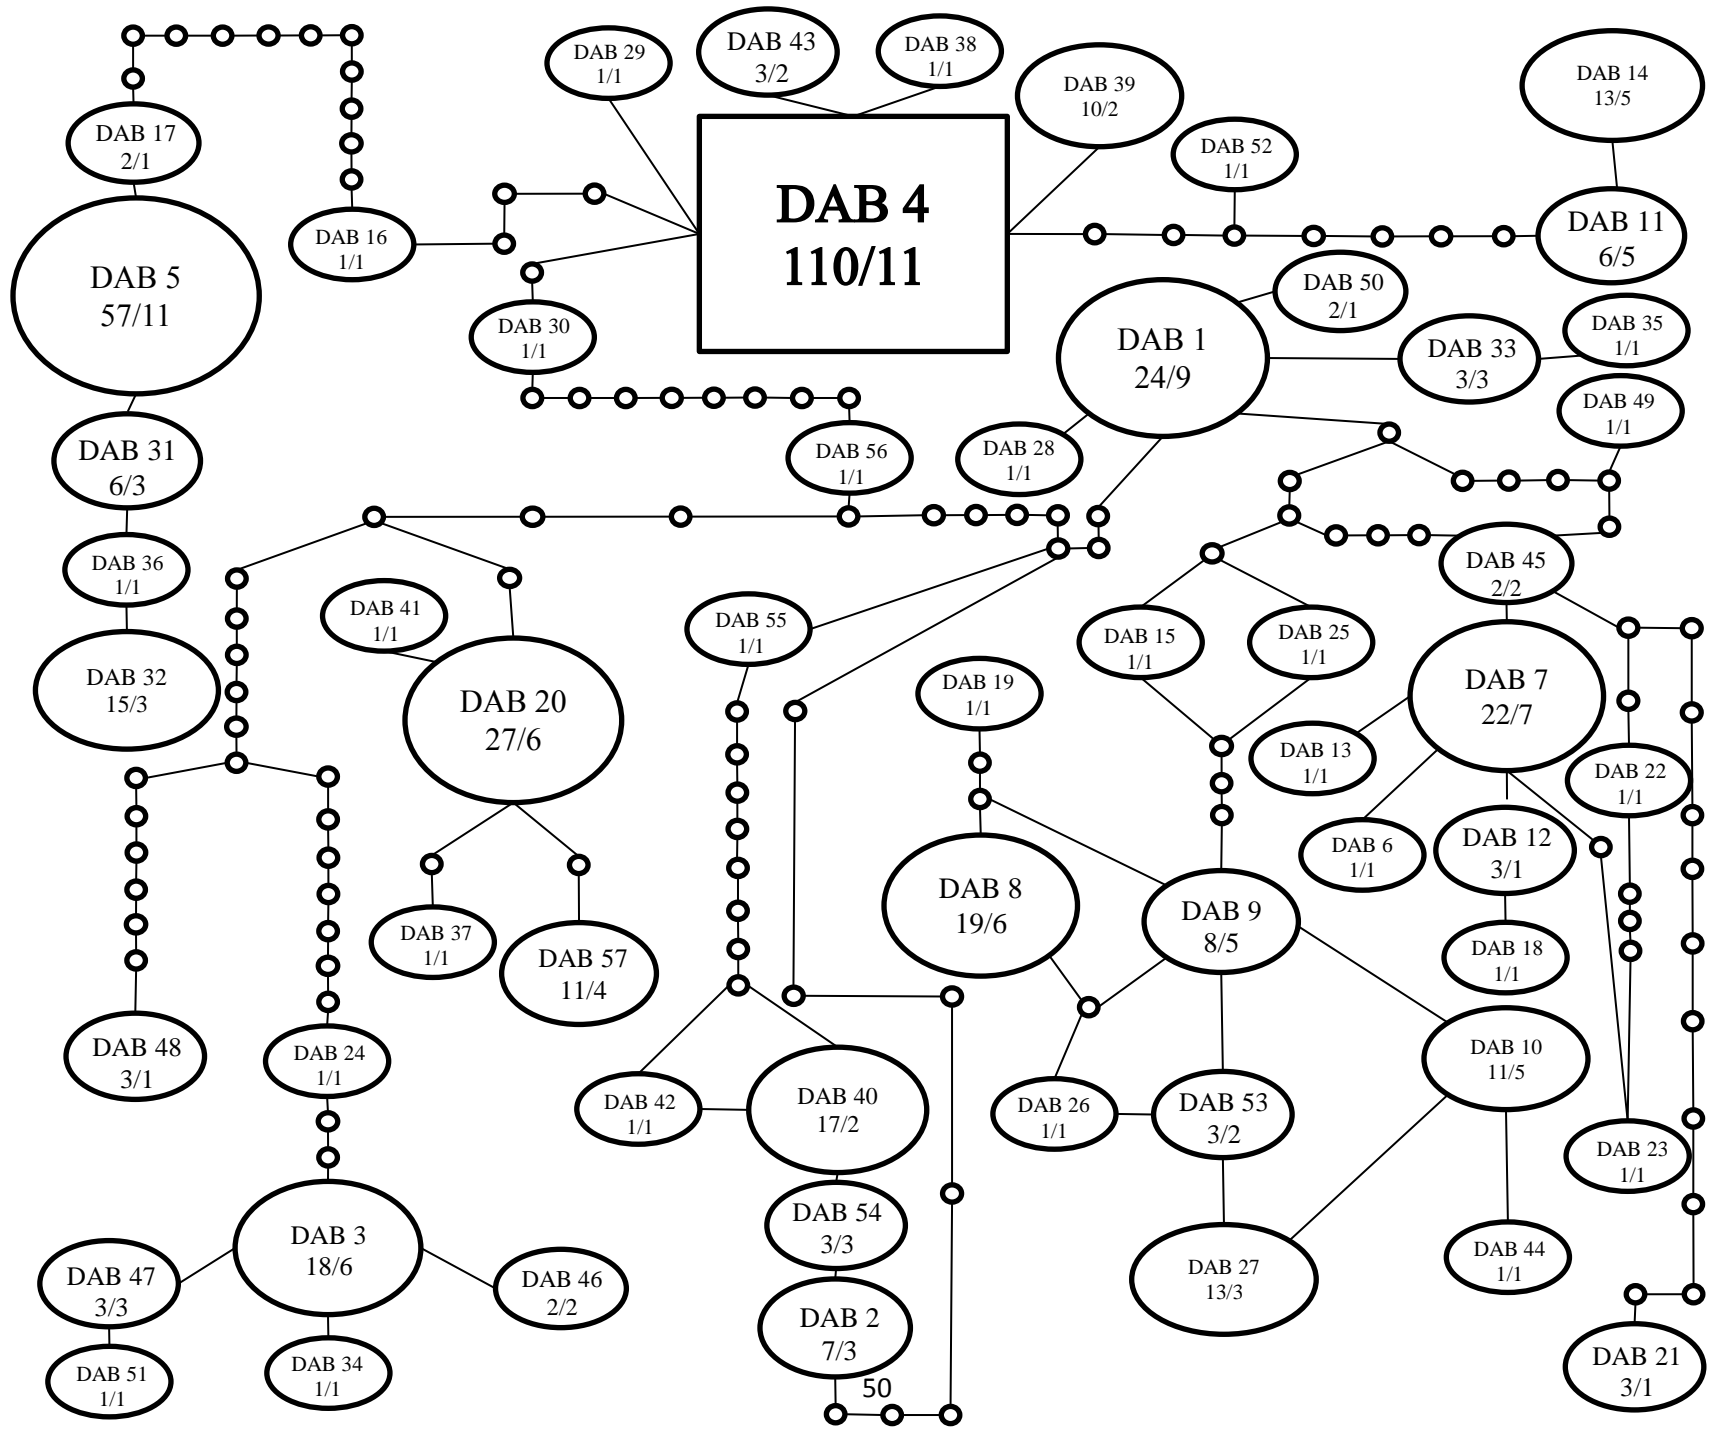 DAB 29
1/1
DAB 43
3/2
DAB 38
1/1
DAB 39
10/2
DAB 14
13/5
DAB 17
2/1
DAB 52
1/1
DAB 4
110/11
DAB 16
1/1
DAB 11
6/5
DAB 5
57/11
DAB 50
2/1
DAB 30
1/1
DAB 1
24/9
DAB 33
3/3
DAB 35
1/1
DAB 49
1/1
DAB 31
6/3
DAB 56
1/1
DAB 28
1/1
DAB 36
1/1
DAB 45
2/2
DAB 41
1/1
DAB 55
1/1
DAB 15
1/1
DAB 25
1/1
DAB 32
15/3
DAB 20
27/6
DAB 19
1/1
DAB 7
22/7
DAB 13
1/1
DAB 22
1/1
DAB 6
1/1
DAB 12
3/1
DAB 8
19/6
DAB 9
8/5
DAB 37
1/1
DAB 57
11/4
DAB 18
1/1
DAB 48
3/1
DAB 24
1/1
DAB 10
11/5
DAB 42
1/1
DAB 40
17/2
DAB 26
1/1
DAB 53
3/2
DAB 23
1/1
DAB 54
3/3
DAB 3
18/6
DAB 47
3/3
DAB 46
2/2
DAB 27
13/3
DAB 44
1/1
DAB 2
7/3
DAB 51
1/1
DAB 34
1/1
DAB 21
3/1
50